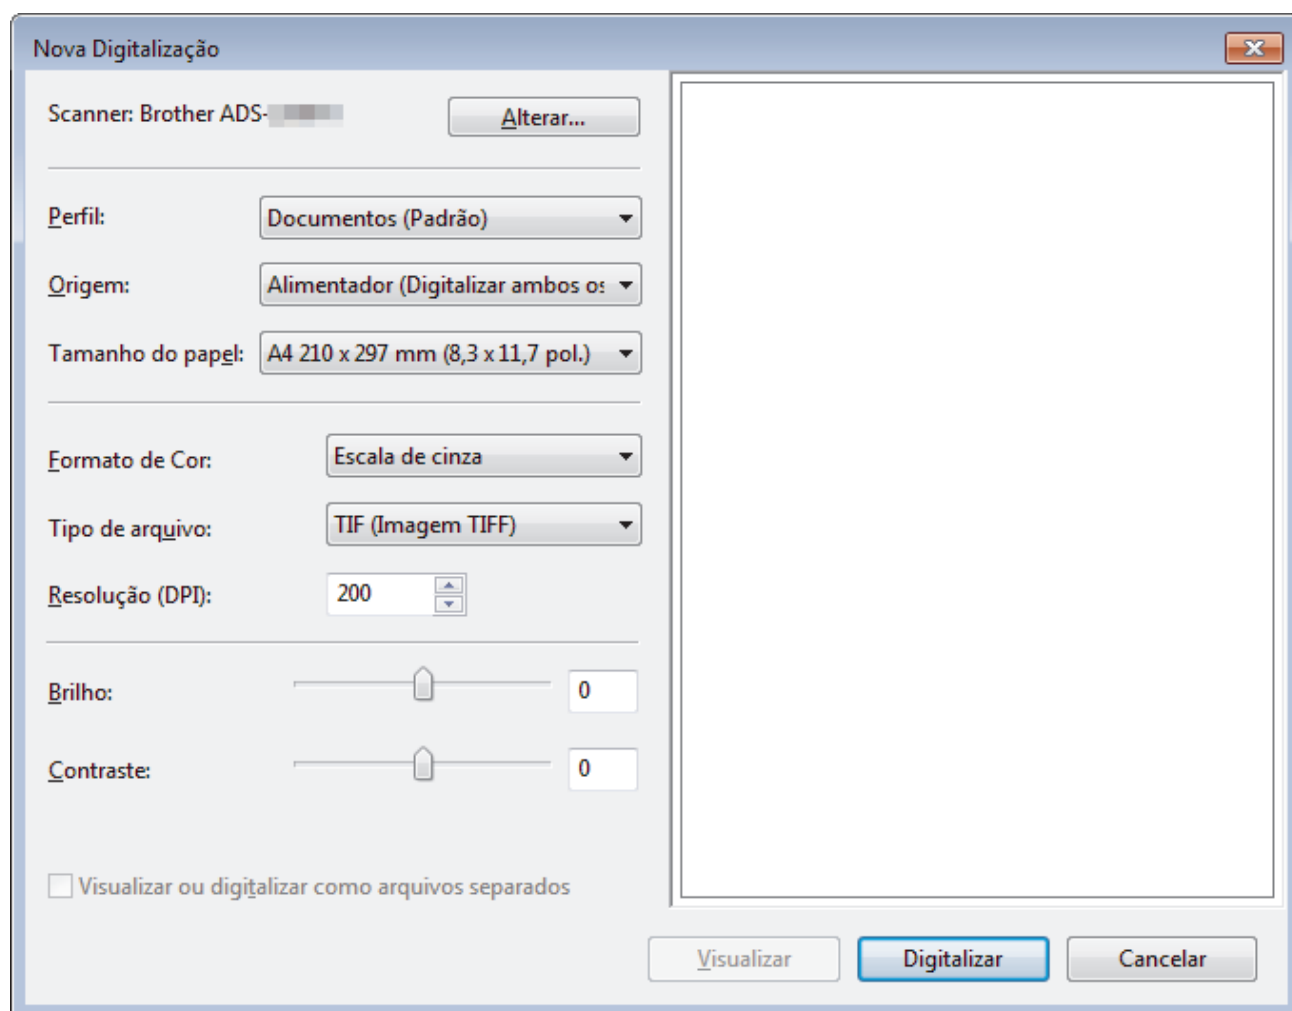 Nova Digitalização
Scanner: Brother ADS-
Alterar...
Perfil: Documentos (Padrão)
Origem: Alimentador (Digitalizar ambos os
Tamanho do papel: A4 210 x 297 mm (8,3 x 11,7 pol.)
Formato de Cor: Escala de cinza
Tipo de arquivo: TIF (Imagem TIFF)
Resolução (DPI): 200
Brilho: 0
Contraste: 0
Visualizar ou digitalizar como arquivos separados
Visualizar Digitalizar Cancelar